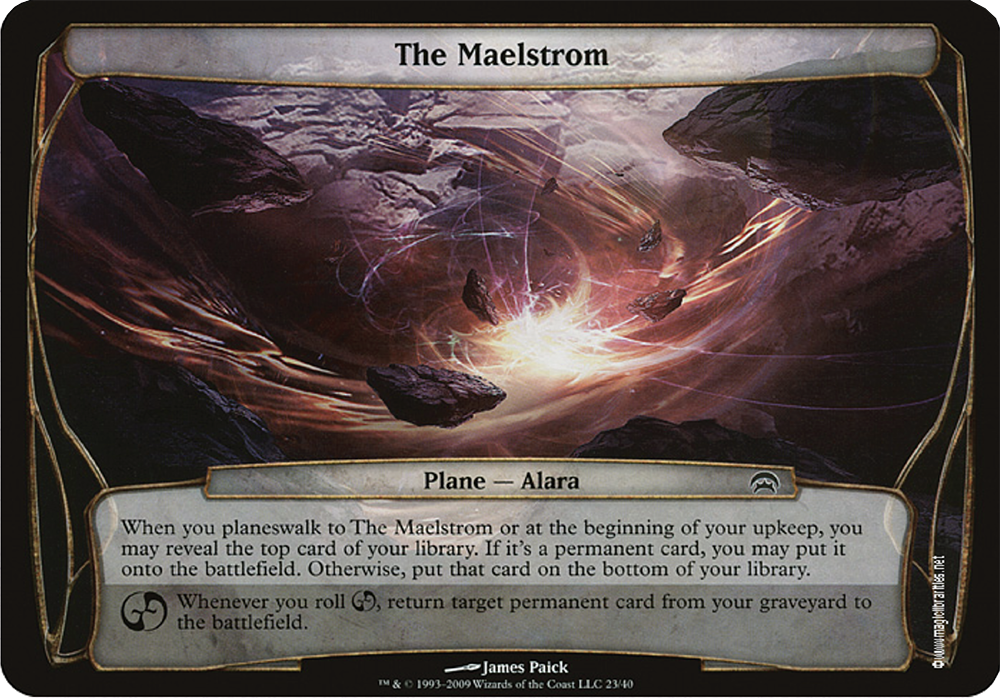 The Maelstrom
Plane — Alara
When you planeswalk to The Maelstrom or at the beginning of your upkeep, you
may reveal the top card of your library. If it's a permanent card, you may put it
onto the battlefield. Otherwise, put that card on the bottom of your library.
Whenever you roll , return target permanent card from your graveyard to
the battlefield.
James Paick
™ & © 1993–2009 Wizards of the Coast LLC 23/40
© www.magiclibrarities.net